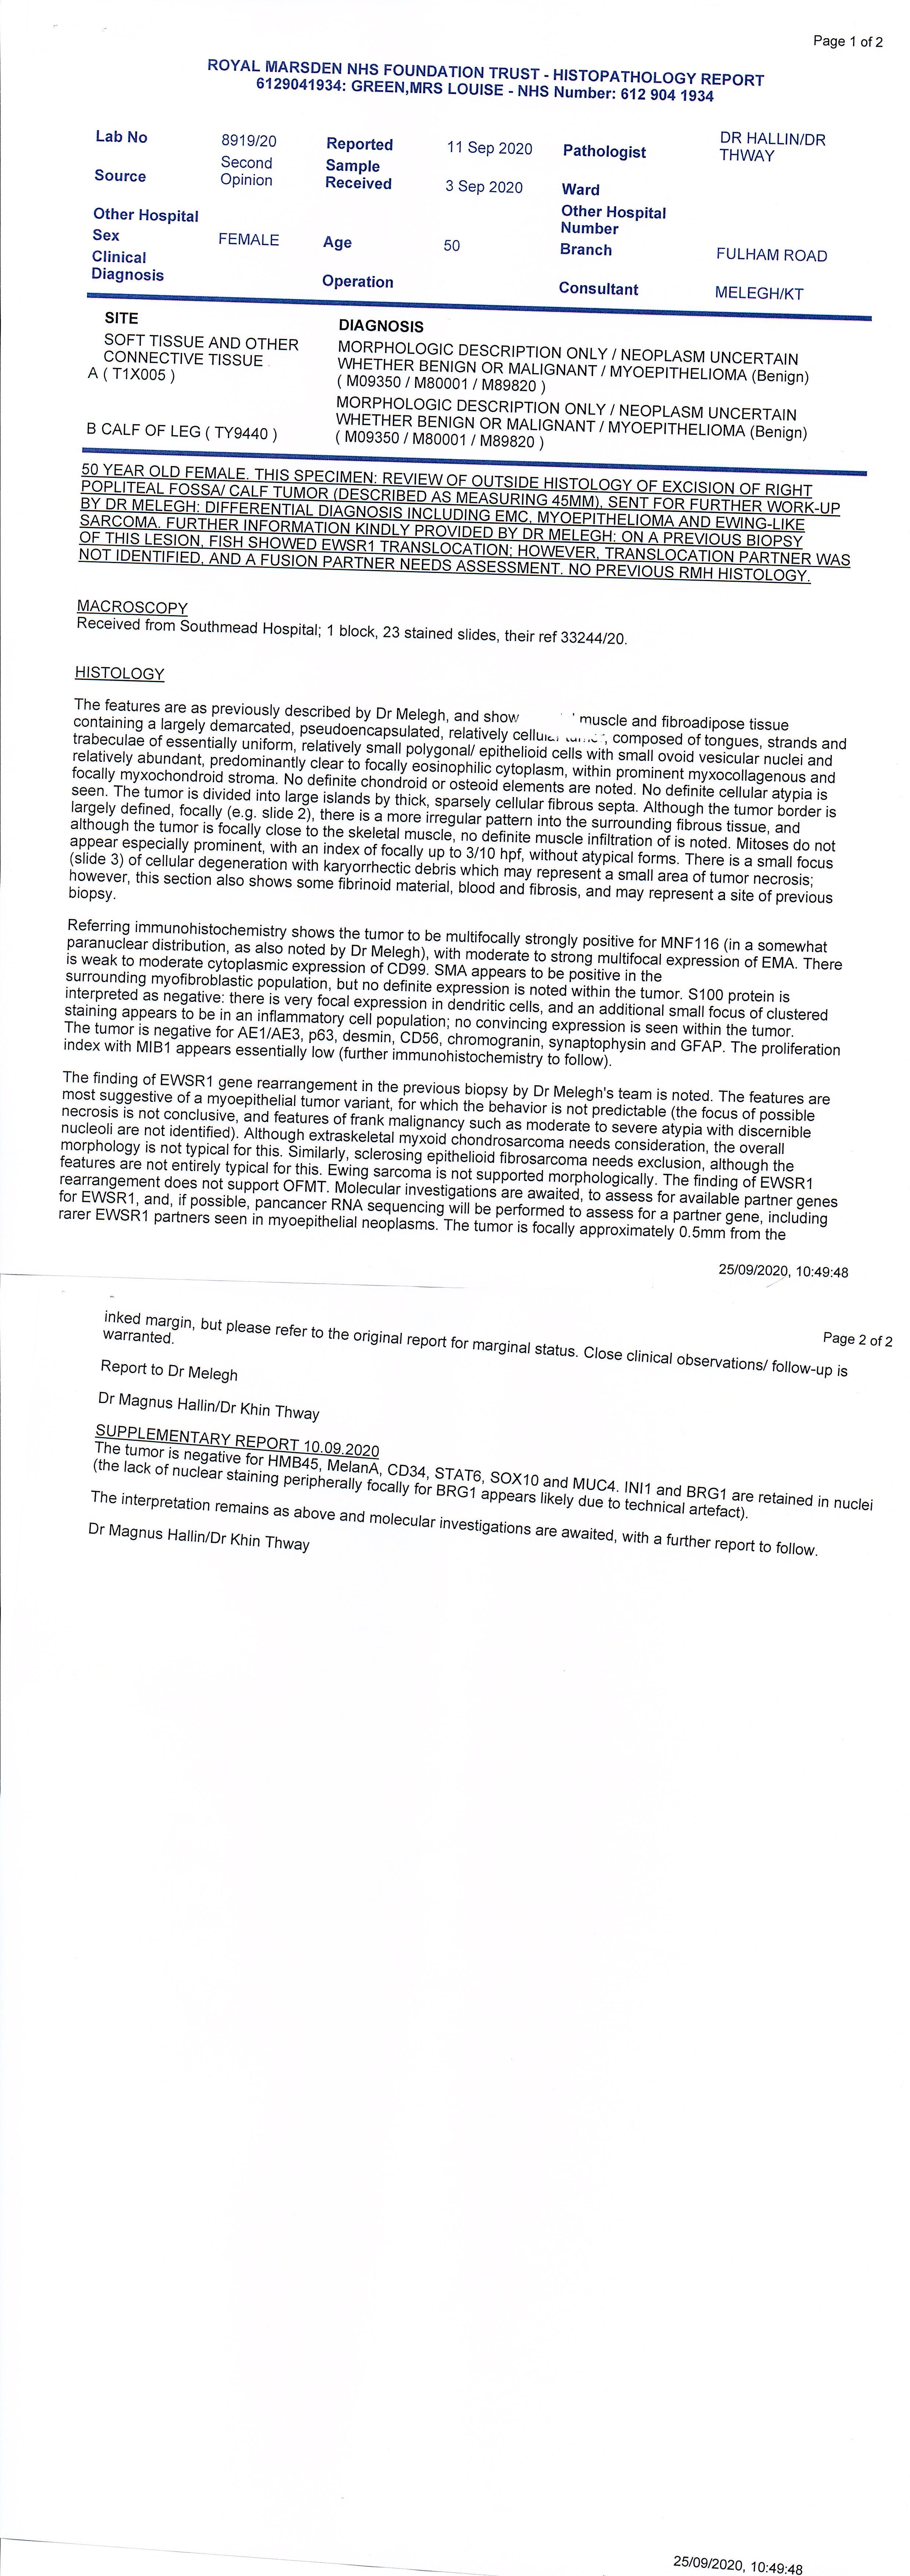 Page 1 of 2
ROYAL MARSDEN NHS FOUNDATION TRUST - HISTOPATHOLOGY REPORT
6129041934: GREEN,MRS LOUISE - NHS Number: 612 904 1934
Lab No 8919/20 Reported 11 Sep 2020 Pathologist DR HALLIN/DR THWAY
Source Second Opinion Sample Received 3 Sep 2020 Ward
Other Hospital Other Hospital Number
Sex FEMALE Age 50 Branch FULHAM ROAD
Clinical Diagnosis Operation Consultant MELEGH/KT
SITE DIAGNOSIS
SOFT TISSUE AND OTHER MORPHOLOGIC DESCRIPTION ONLY / NEOPLASM UNCERTAIN
CONNECTIVE TISSUE WHETHER BENIGN OR MALIGNANT / MYOEPITHELIOMA (Benign)
A ( T1X005 ) ( M09350 / M80001 / M89820 )
MORPHOLOGIC DESCRIPTION ONLY / NEOPLASM UNCERTAIN
WHETHER BENIGN OR MALIGNANT / MYOEPITHELIOMA (Benign)
B CALF OF LEG ( TY9440 ) ( M09350 / M80001 / M89820 )
50 YEAR OLD FEMALE. THIS SPECIMEN: REVIEW OF OUTSIDE HISTOLOGY OF EXCISION OF RIGHT
POPLITEAL FOSSA/ CALF TUMOR (DESCRIBED AS MEASURING 45MM), SENT FOR FURTHER WORK-UP
BY DR MELEGH: DIFFERENTIAL DIAGNOSIS INCLUDING EMC, MYOEPITHELIOMA AND EWING-LIKE
SARCOMA. FURTHER INFORMATION KINDLY PROVIDED BY DR MELEGH: ON A PREVIOUS BIOPSY
OF THIS LESION, FISH SHOWED EWSR1 TRANSLOCATION; HOWEVER, TRANSLOCATION PARTNER WAS
NOT IDENTIFIED, AND A FUSION PARTNER NEEDS ASSESSMENT. NO PREVIOUS RMH HISTOLOGY.
MACROSCOPY
Received from Southmead Hospital; 1 block, 23 stained slides, their ref 33244/20.
HISTOLOGY
The features are as previously described by Dr Melegh, and show muscle and fibroadipose tissue
containing a largely demarcated, pseudoencapsulated, relatively composed of tongues, strands and
trabeculae of essentially uniform, relatively small polygonal/ epithelioid cells with small ovoid vesicular nuclei and
relatively abundant, predominantly clear to focally eosinophilic cytoplasm, within prominent myxocollagenous and
focally myxochondroid stroma. No definite chondroid or osteoid elements are noted. No definite cellular atypia is
seen. The tumor is divided into large islands by thick, sparsely cellular fibrous septa. Although the tumor border is
largely defined, focally (e.g. slide 2), there is a more irregular pattern into the surrounding fibrous tissue, and
although the tumor is focally close to the skeletal muscle, no definite muscle infiltration of is noted. Mitoses do not
appear especially prominent, with an index of focally up to 3/10 hpf, without atypical forms. There is a small focus
(slide 3) of cellular degeneration with karyorrhectic debris which may represent a small area of tumor necrosis;
however, this section also shows some fibrinoid material, blood and fibrosis, and may represent a site of previous
biopsy.
Referring immunohistochemistry shows the tumor to be multifocally strongly positive for MNF116 (in a somewhat
paranuclear distribution, as also noted by Dr Melegh), with moderate to strong multifocal expression of EMA. There
is weak to moderate cytoplasmic expression of CD99. SMA appears to be positive in the
surrounding myofibroblastic population, but no definite expression is noted within the tumor. S100 protein is
interpreted as negative: there is very focal expression in dendritic cells, and an additional small focus of clustered
staining appears to be in an inflammatory cell population; no convincing expression is seen within the tumor.
The tumor is negative for AE1/AE3, p63, desmin, CD56, chromogranin, synaptophysin and GFAP. The proliferation
index with MIB1 appears essentially low (further immunohistochemistry to follow).
The finding of EWSR1 gene rearrangement in the previous biopsy by Dr Melegh's team is noted. The features are
most suggestive of a myoepithelial tumor variant, for which the behavior is not predictable (the focus of possible
necrosis is not conclusive, and features of frank malignancy such as moderate to severe atypia with discernible
nucleoli are not identified). Although extraskeletal myxoid chondrosarcoma needs consideration, the overall
morphology is not typical for this. Similarly, sclerosing epithelioid fibrosarcoma needs exclusion, although the
features are not entirely typical for this. Ewing sarcoma is not supported morphologically. The finding of EWSR1
rearrangement does not support OFMT. Molecular investigations are awaited, to assess for available partner genes
for EWSR1, and, if possible, pancancer RNA sequencing will be performed to assess for a partner gene, including
rarer EWSR1 partners seen in myoepithelial neoplasms. The tumor is focally approximately 0.5mm from the
25/09/2020, 10:49:48
Page 2 of 2
inked margin, but please refer to the original report for marginal status. Close clinical observations/ follow-up is
warranted.
Report to Dr Melegh
Dr Magnus Hallin/Dr Khin Thway
SUPPLEMENTARY REPORT 10.09.2020
The tumor is negative for HMB45, MelanA, CD34, STAT6, SOX10 and MUC4. INI1 and BRG1 are retained in nuclei
(the lack of nuclear staining peripherally focally for BRG1 appears likely due to technical artefact).
The interpretation remains as above and molecular investigations are awaited, with a further report to follow.
Dr Magnus Hallin/Dr Khin Thway
25/09/2020, 10:49:48